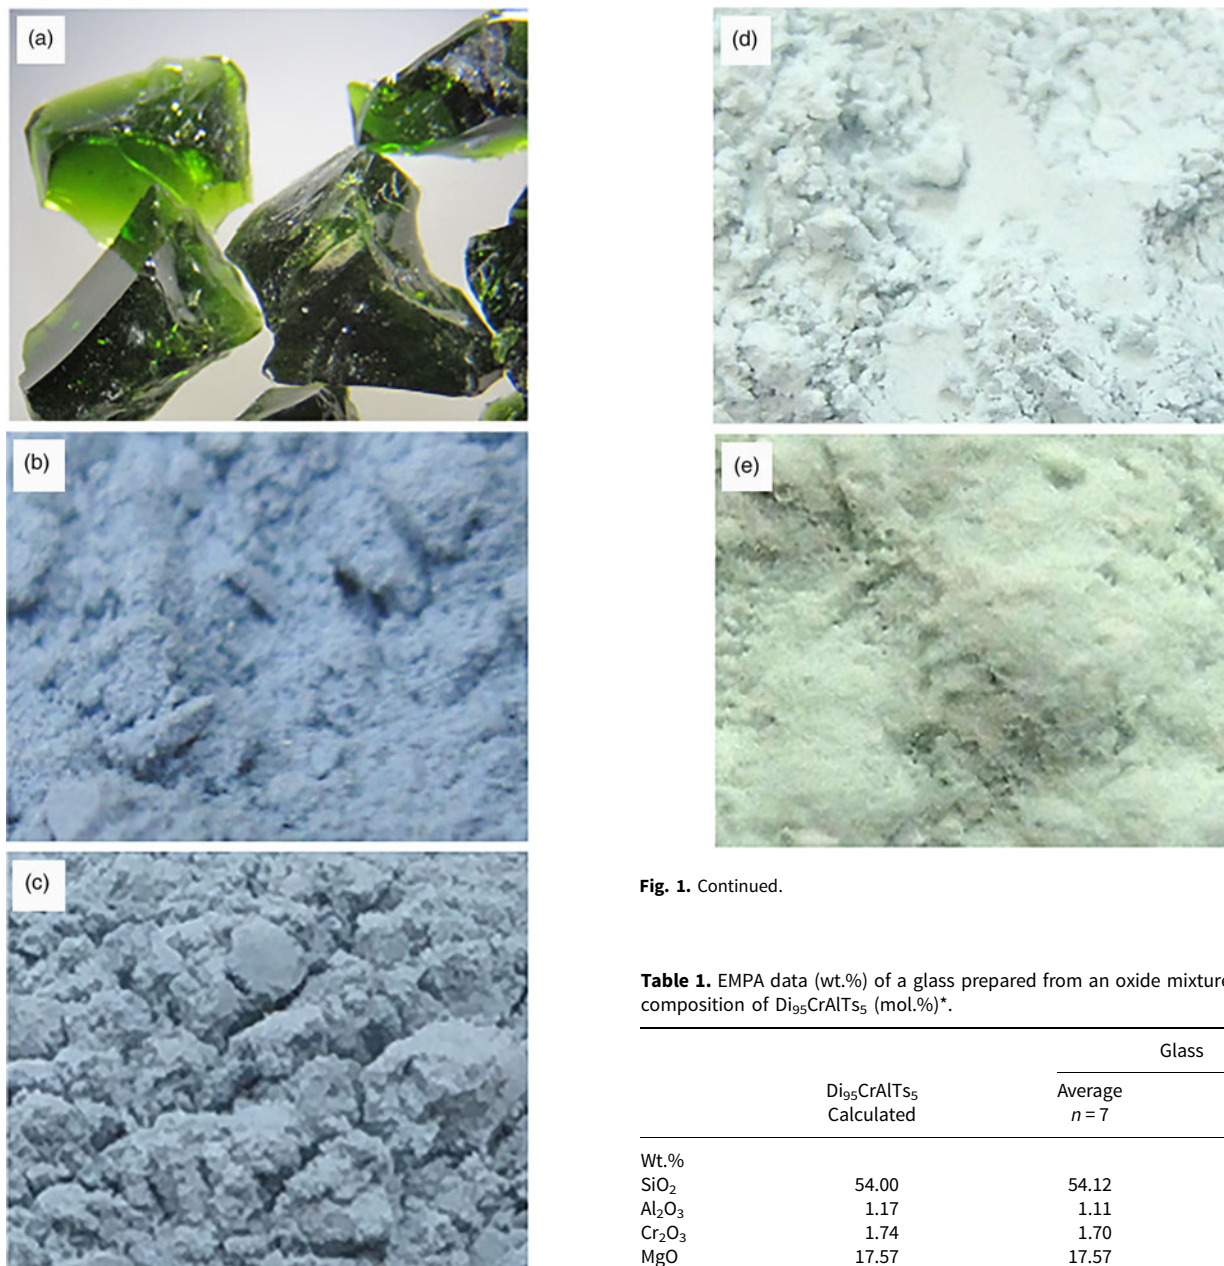 (a)
(b)
(c)
(d)
(e)
Fig. 1. Continued.
Table 1. EMPA data (wt.%) of a glass prepared from an oxide mixture
composition of Di₉₅CrAlTs₅ (mol.%)*.
Glass
Di₉₅CrAlTs₅ Average
Calculated n = 7
Wt.%
SiO₂ 54.00 54.12
Al₂O₃ 1.17 1.11
Cr₂O₃ 1.74 1.70
MgO 17.57 17.57